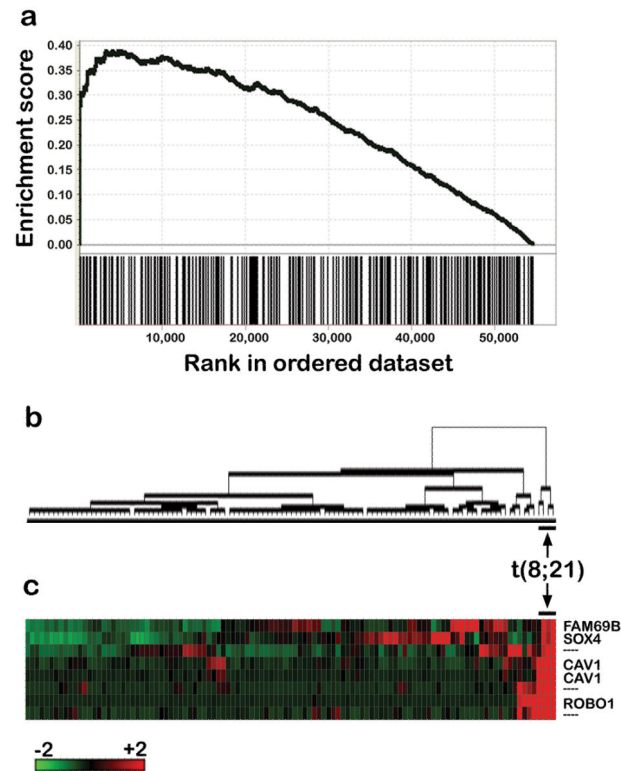 a
Enrichment score
0.40
0.35
0.30
0.25
0.20
0.15
0.10
0.05
0.00
10,000 20,000 30,000 40,000 50,000
Rank in ordered dataset
b
t(8;21)
c
FAM69B
SOX4
----
CAV1
CAV1
----
ROBO1
----
-2 +2